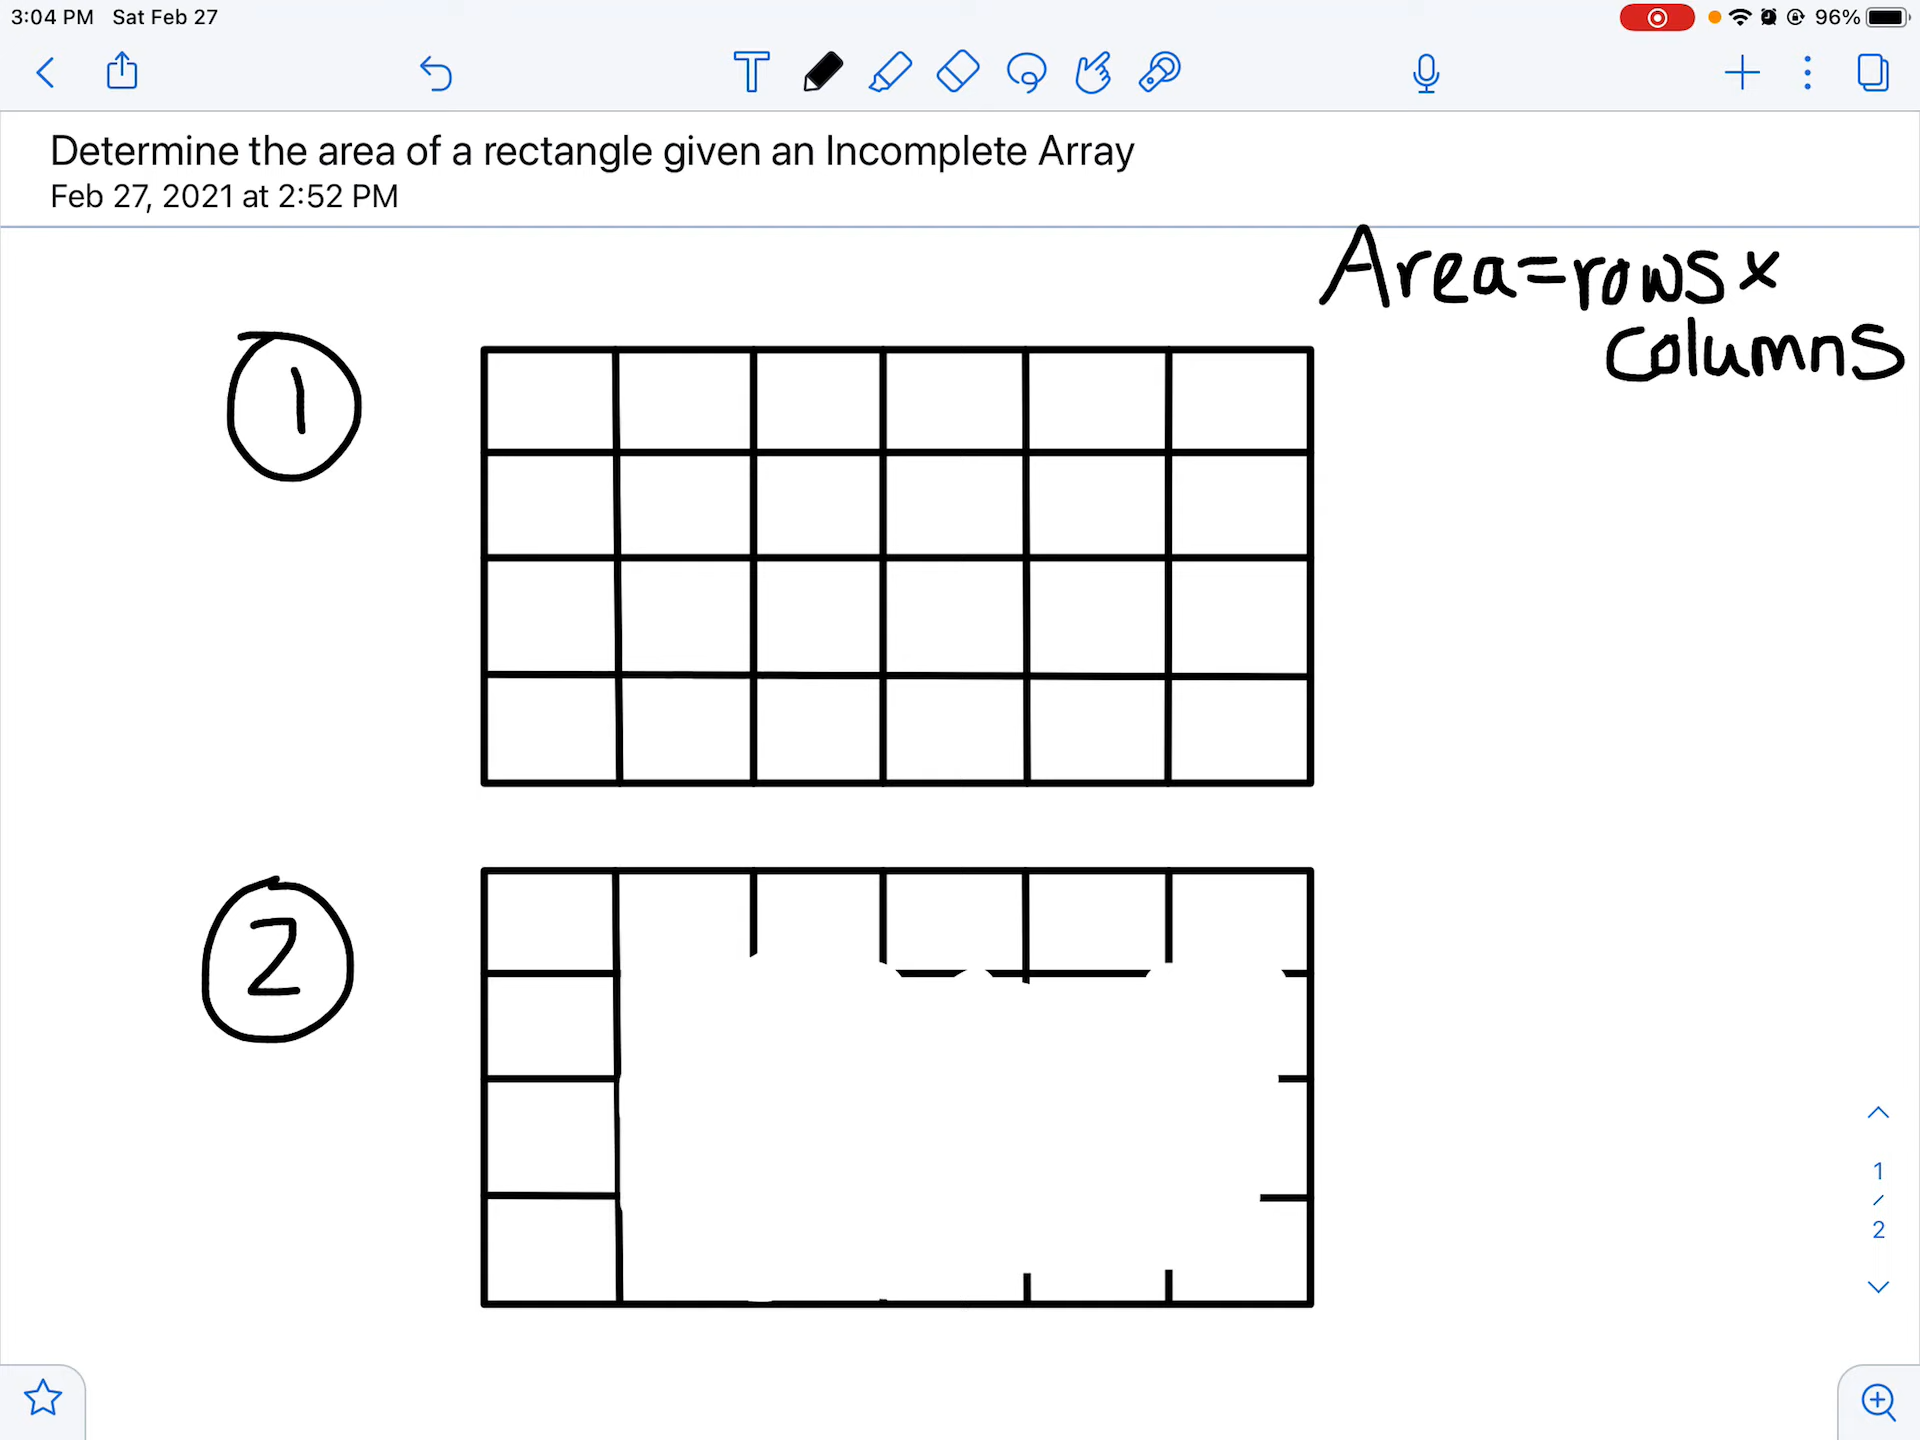 3:04 PM Sat Feb 27
96%
Determine the area of a rectangle given an Incomplete Array
Feb 27, 2021 at 2:52 PM
Area=rows x
columns
1
2
1
/
2